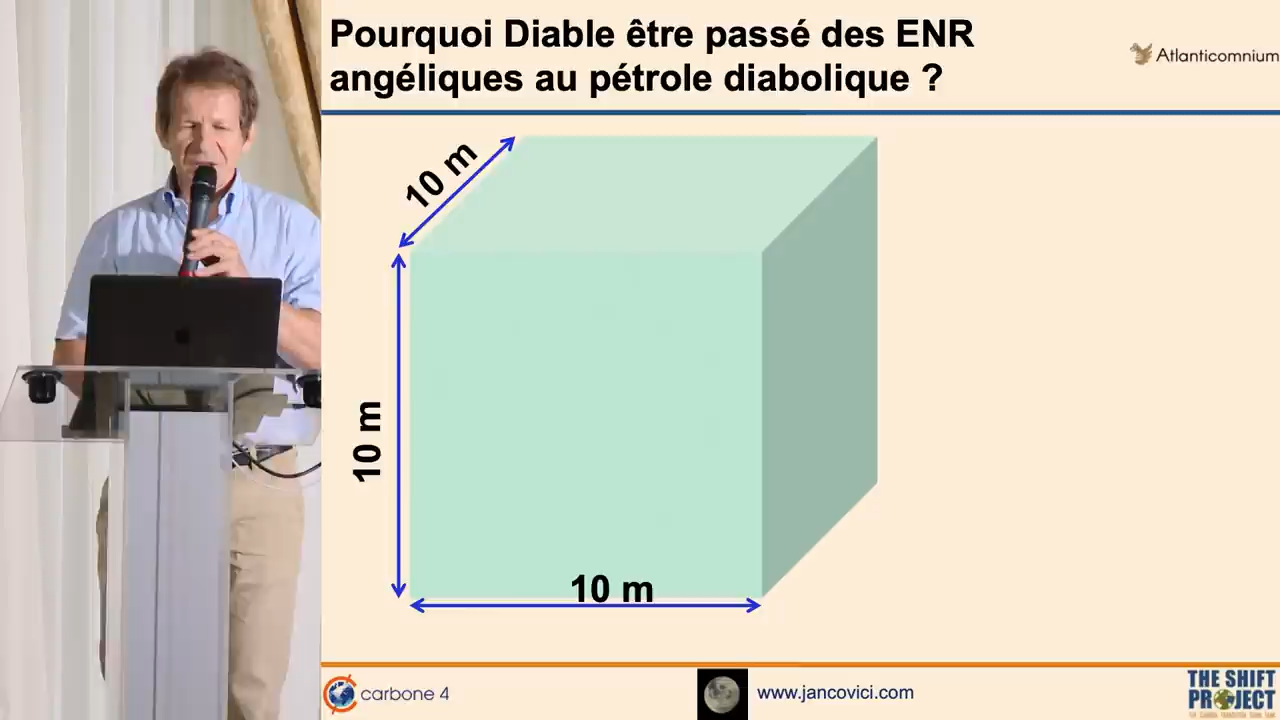 Pourquoi Diable être passé des ENR
angéliques au pétrole diabolique ?
Atlanticomnium
10 m
10 m
10 m
carbone 4
www.jancovici.com
THE SHIFT
PROJECT